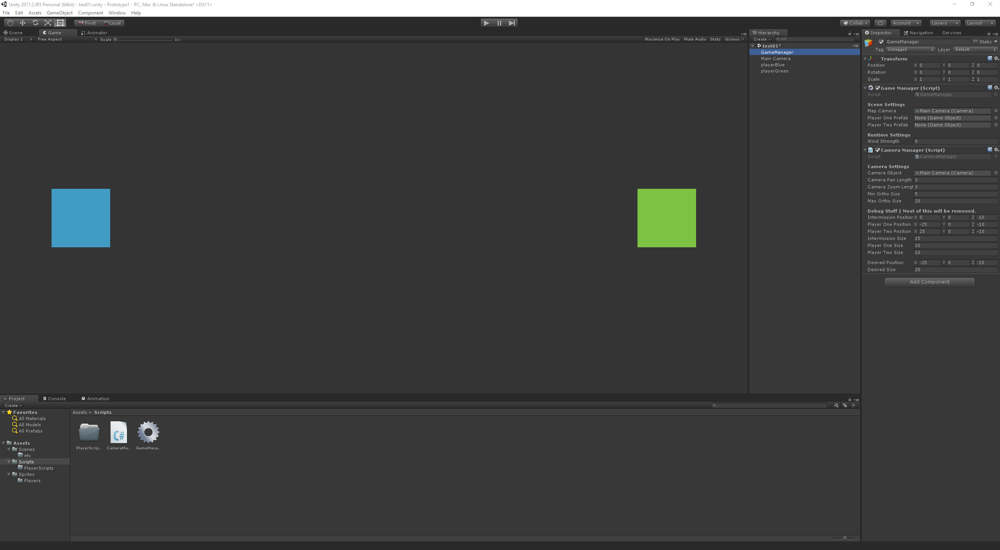 Unity 2017.2.0f3 Personal (64bit) - test01.unity - Prototype1 - PC, Mac & Linux Standalone* <DX11>
File Edit Assets GameObject Component Window Help
Pivot Local Collab Account Layers Layout
Scene Game Animator
Display 1 Free Aspect Scale 1x Maximize On Play Mute Audio Stats Gizmos
Hierarchy
Create All
test01*
GameManager
Main Camera
playerBlue
playerGreen
Inspector Navigation Services
GameManager Static
Tag Untagged Layer Default
Transform
Position X 0 Y 0 Z 0
Rotation X 0 Y 0 Z 0
Scale X 1 Y 1 Z 1
Game Manager (Script)
Script GameManager
Scene Settings
Map Camera Main Camera (Camera)
Player One Prefab None (Game Object)
Player Two Prefab None (Game Object)
Runtime Settings
Wind Strength 0
Camera Manager (Script)
Script CameraManager
Camera Settings
Camera Object Main Camera (Camera)
Camera Pan Length 3
Camera Zoom Lengt 3
Min Ortho Size 5
Max Ortho Size 20
Debug Stuff | Most of this will be removed.
Intermission Position X 0 Y 0 Z -10
Player One Position X -25 Y 0 Z -10
Player Two Position X 25 Y 0 Z -10
Intermission Size 15
Player One Size 10
Player Two Size 10
Desired Position X -25 Y 0 Z -10
Desired Size 25
Add Component
Project Console Animation
Create
Favorites
All Materials
All Models
All Prefabs
Assets
Scenes
etc
Scripts
PlayerScripts
Sprites
Players
Assets ▸ Scripts
PlayerScrip... CameraMa... GameMana...
C#